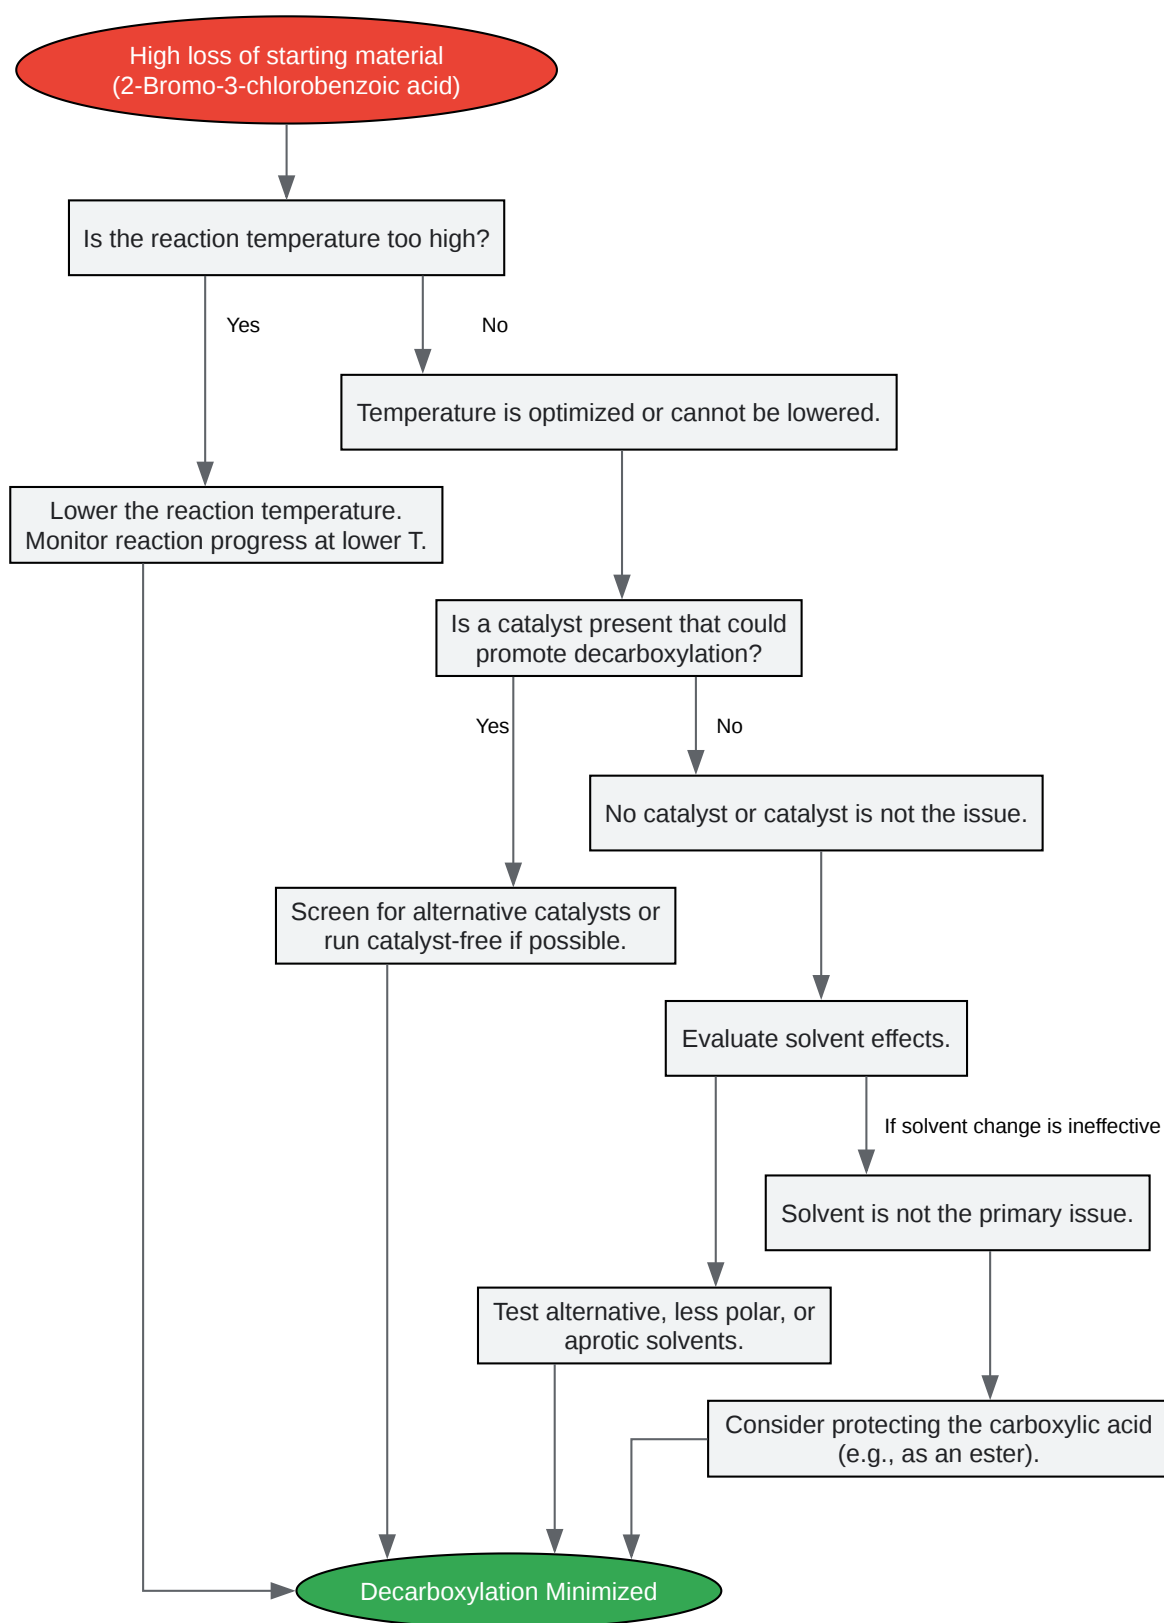 High loss of starting material
(2-Bromo-3-chlorobenzoic acid)
Is the reaction temperature too high?
Yes
No
Temperature is optimized or cannot be lowered.
Lower the reaction temperature.
Monitor reaction progress at lower T.
Is a catalyst present that could
promote decarboxylation?
Yes
No
No catalyst or catalyst is not the issue.
Screen for alternative catalysts or
run catalyst-free if possible.
Evaluate solvent effects.
If solvent change is ineffective
Solvent is not the primary issue.
Test alternative, less polar, or
aprotic solvents.
Consider protecting the carboxylic acid
(e.g., as an ester).
Decarboxylation Minimized